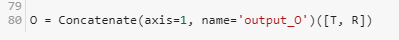 79
80 O = Concatenate(axis=1, name='output_O')([T, R])